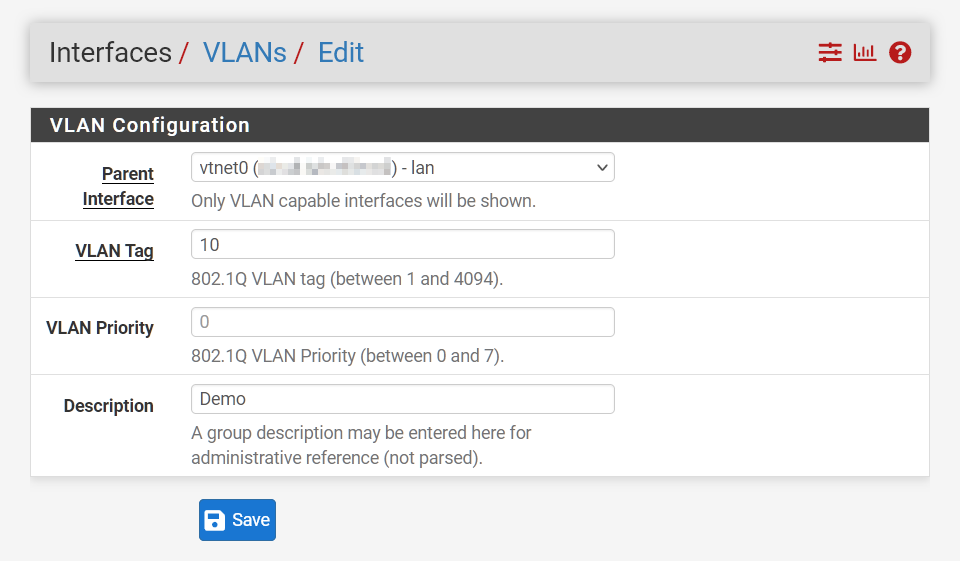 Interfaces / VLANs / Edit
VLAN Configuration
Parent Interface
vtnet0 ( ) - lan
Only VLAN capable interfaces will be shown.
VLAN Tag
10
802.1Q VLAN tag (between 1 and 4094).
VLAN Priority
0
802.1Q VLAN Priority (between 0 and 7).
Description
Demo
A group description may be entered here for
administrative reference (not parsed).
Save